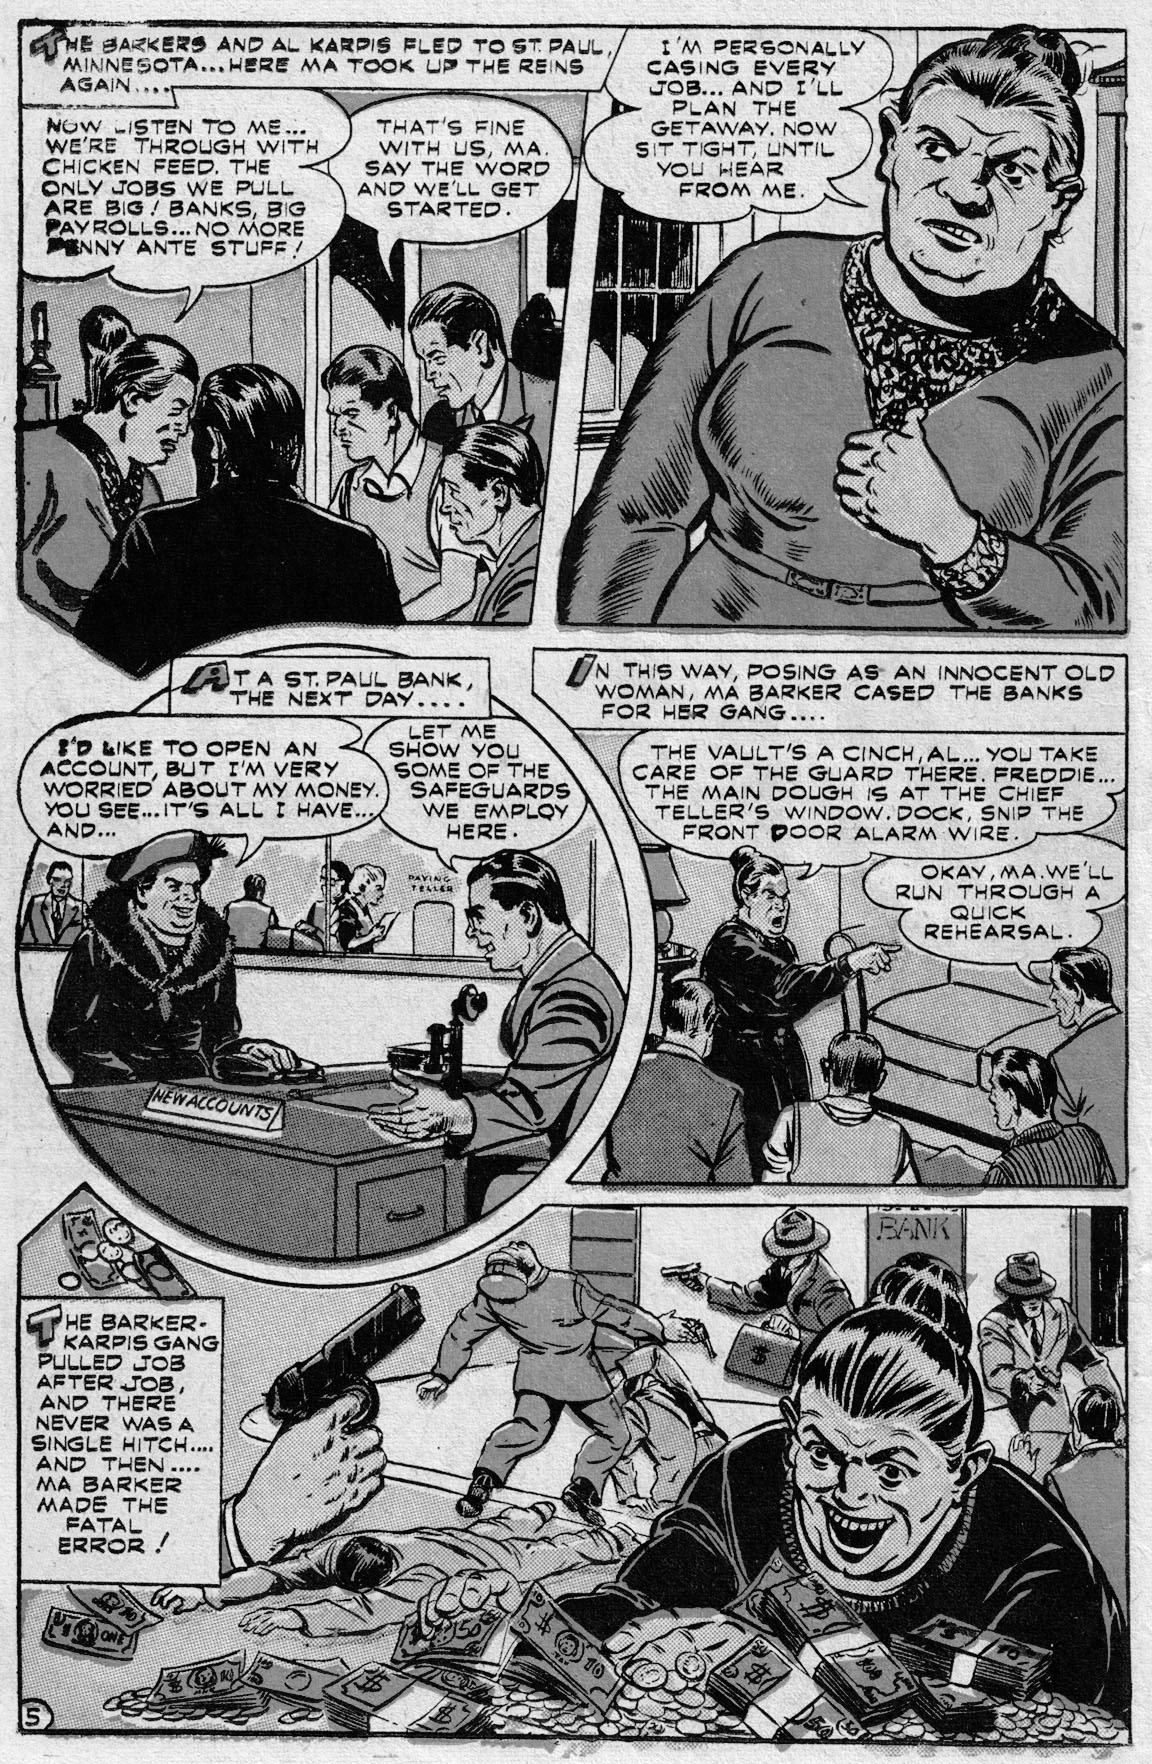 THE BARKERS AND AL KARPIS FLED TO ST. PAUL,
MINNESOTA... HERE MA TOOK UP THE REINS
AGAIN....
NOW LISTEN TO ME...
WE'RE THROUGH WITH
CHICKEN FEED. THE
ONLY JOBS WE PULL
ARE BIG! BANKS, BIG
PAYROLLS... NO MORE
PENNY ANTE STUFF!
THAT'S FINE
WITH US, MA.
SAY THE WORD
AND WE'LL GET
STARTED.
I'M PERSONALLY
CASING EVERY
JOB... AND I'LL
PLAN THE
GETAWAY. NOW
SIT TIGHT, UNTIL
YOU HEAR
FROM ME.
AT A ST. PAUL BANK,
THE NEXT DAY....
I'D LIKE TO OPEN AN
ACCOUNT, BUT I'M VERY
WORRIED ABOUT MY MONEY.
YOU SEE... IT'S ALL I HAVE...
AND...
LET ME
SHOW YOU
SOME OF THE
SAFEGUARDS
WE EMPLOY
HERE.
PAYING
TELLER
NEW ACCOUNTS
IN THIS WAY, POSING AS AN INNOCENT OLD
WOMAN, MA BARKER CASED THE BANKS
FOR HER GANG....
THE VAULT'S A CINCH, AL... YOU TAKE
CARE OF THE GUARD THERE. FREDDIE...
THE MAIN DOUGH IS AT THE CHIEF
TELLER'S WINDOW. DOCK, SNIP THE
FRONT DOOR ALARM WIRE.
OKAY, MA. WE'LL
RUN THROUGH A
QUICK
REHEARSAL.
THE BARKER-
KARPIS GANG
PULLED JOB
AFTER JOB,
AND THERE
NEVER WAS A
SINGLE HITCH....
AND THEN....
MA BARKER
MADE THE
FATAL
ERROR!
BANK
$
ONE
$
50
$
10
$
$
$
$
10
5